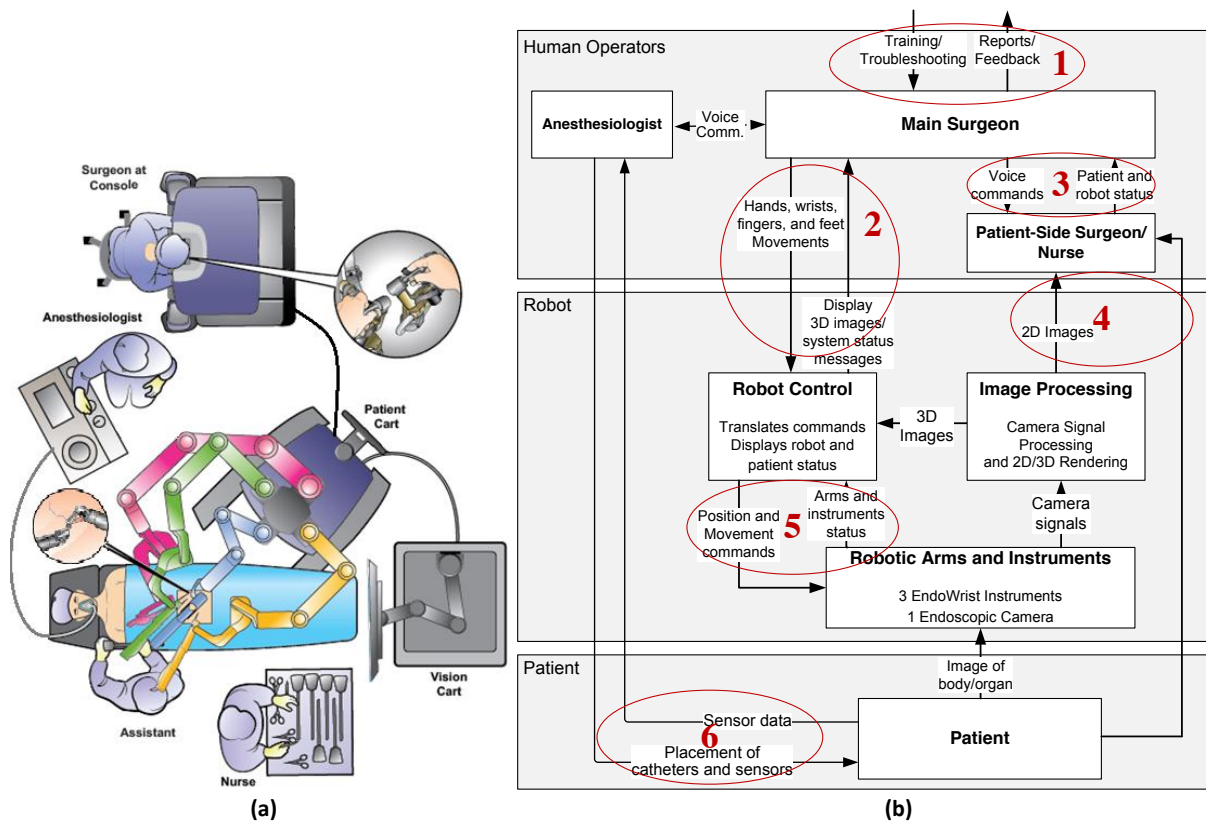 Surgeon at
Console
Anesthesiologist
Patient
Cart
Assistant
Nurse
Vision
Cart
(a)
Human Operators
Training/
Troubleshooting
Reports/
Feedback
1
Anesthesiologist
Voice
Comm.
Main Surgeon
Hands, wrists,
fingers, and feet
Movements
2
Voice
commands
3
Patient and
robot status
Patient-Side Surgeon/
Nurse
Robot
Display
3D images/
system status
messages
2D Images
4
Robot Control
Translates commands
Displays robot and
patient status
3D
Images
Image Processing
Camera Signal
Processing
and 2D/3D Rendering
Position and
Movement
commands
5
Arms and
instruments
status
Camera
signals
Robotic Arms and Instruments
3 EndoWrist Instruments
1 Endoscopic Camera
Patient
Image of
body/organ
Sensor data
6
Placement of
catheters and sensors
Patient
(b)